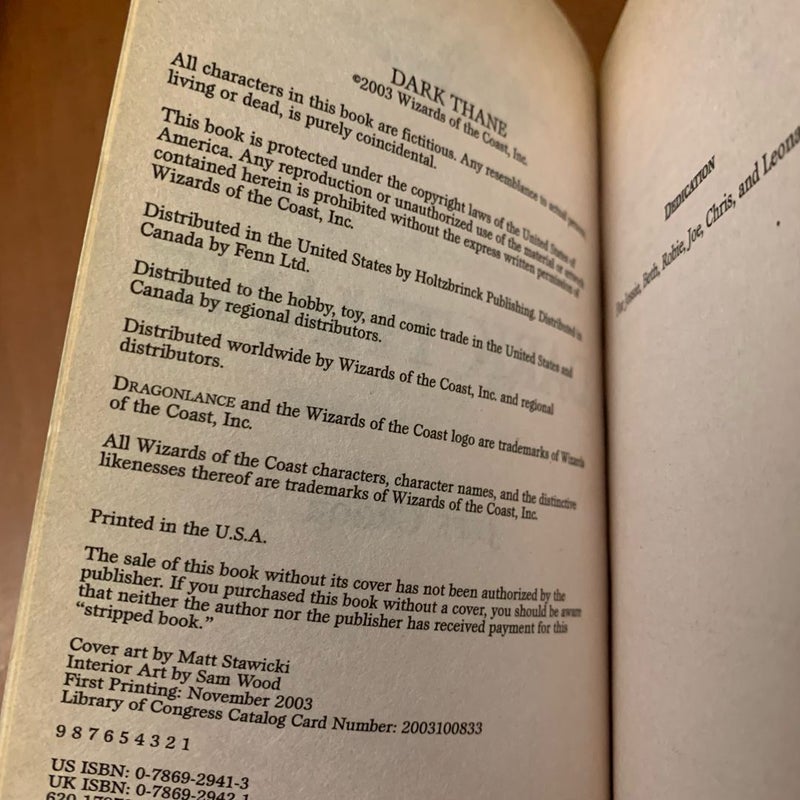 DARK THANE
©2003 Wizards of the Coast, Inc.
All characters in this book are fictitious. Any resemblance to actual persons,
living or dead, is purely coincidental.
This book is protected under the copyright laws of the United States of
America. Any reproduction or unauthorized use of the material or artwork
contained herein is prohibited without the express written permission of
Wizards of the Coast, Inc.
Distributed in the United States by Holtzbrinck Publishing. Distributed in
Canada by Fenn Ltd.
Distributed to the hobby, toy, and comic trade in the United States and
Canada by regional distributors.
Distributed worldwide by Wizards of the Coast, Inc. and regional
distributors.
DRAGONLANCE and the Wizards of the Coast logo are trademarks of Wizards
of the Coast, Inc.
All Wizards of the Coast characters, character names, and the distinctive
likenesses thereof are trademarks of Wizards of the Coast, Inc.
Printed in the U.S.A.
The sale of this book without its cover has not been authorized by the
publisher. If you purchased this book without a cover, you should be aware
that neither the author nor the publisher has received payment for this
“stripped book.”
Cover art by Matt Stawicki
Interior Art by Sam Wood
First Printing: November 2003
Library of Congress Catalog Card Number: 2003100833
9 8 7 6 5 4 3 2 1
US ISBN: 0-7869-2941-3
UK ISBN: 0-7869-2942-1
DEDICATION
Beth, Robie, Joe, Chris, and